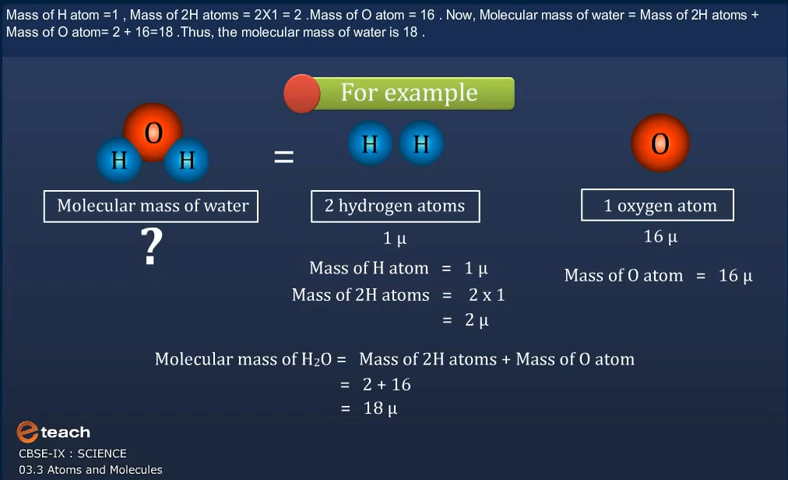 Mass of H atom =1 , Mass of 2H atoms = 2X1 = 2 .Mass of O atom = 16 . Now, Molecular mass of water = Mass of 2H atoms +
Mass of O atom= 2 + 16=18 .Thus, the molecular mass of water is 18 .
For example
O
H H
=
H H
O
Molecular mass of water
2 hydrogen atoms
1 oxygen atom
?
1 μ
16 μ
Mass of H atom = 1 μ
Mass of O atom = 16 μ
Mass of 2H atoms = 2 x 1
= 2 μ
Molecular mass of H₂O = Mass of 2H atoms + Mass of O atom
= 2 + 16
= 18 μ
e teach
CBSE-IX : SCIENCE
03.3 Atoms and Molecules